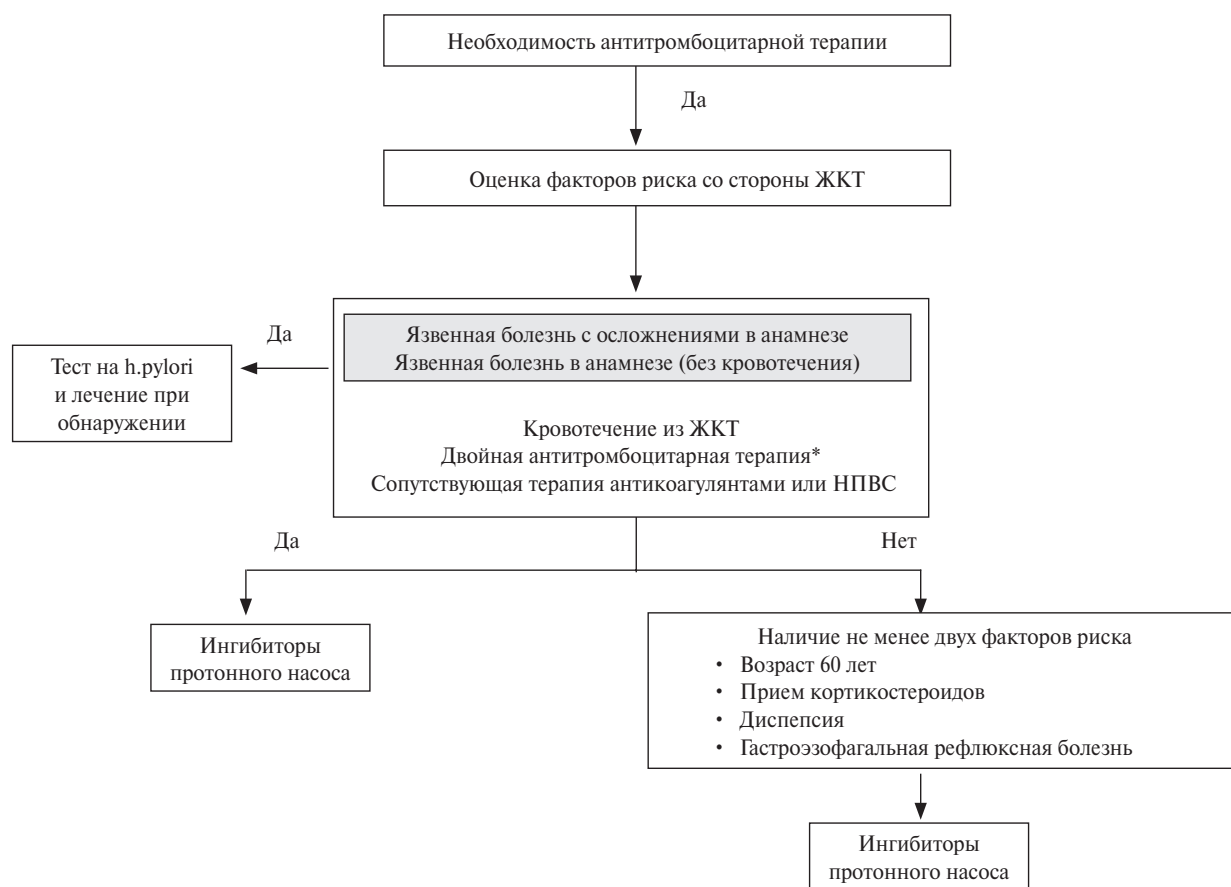 Необходимость антитромбоцитарной терапии
Да
Оценка факторов риска со стороны ЖКТ
Да
Язвенная болезнь с осложнениями в анамнезе
Язвенная болезнь в анамнезе (без кровотечения)
Тест на h.pylori
и лечение при
обнаружении
Кровотечение из ЖКТ
Двойная антитромбоцитарная терапия*
Сопутствующая терапия антикоагулянтами или НПВС
Да
Нет
Ингибиторы
протонного насоса
Наличие не менее двух факторов риска
• Возраст 60 лет
• Прием кортикостероидов
• Диспепсия
• Гастроэзофагальная рефлюксная болезнь
Ингибиторы
протонного насоса